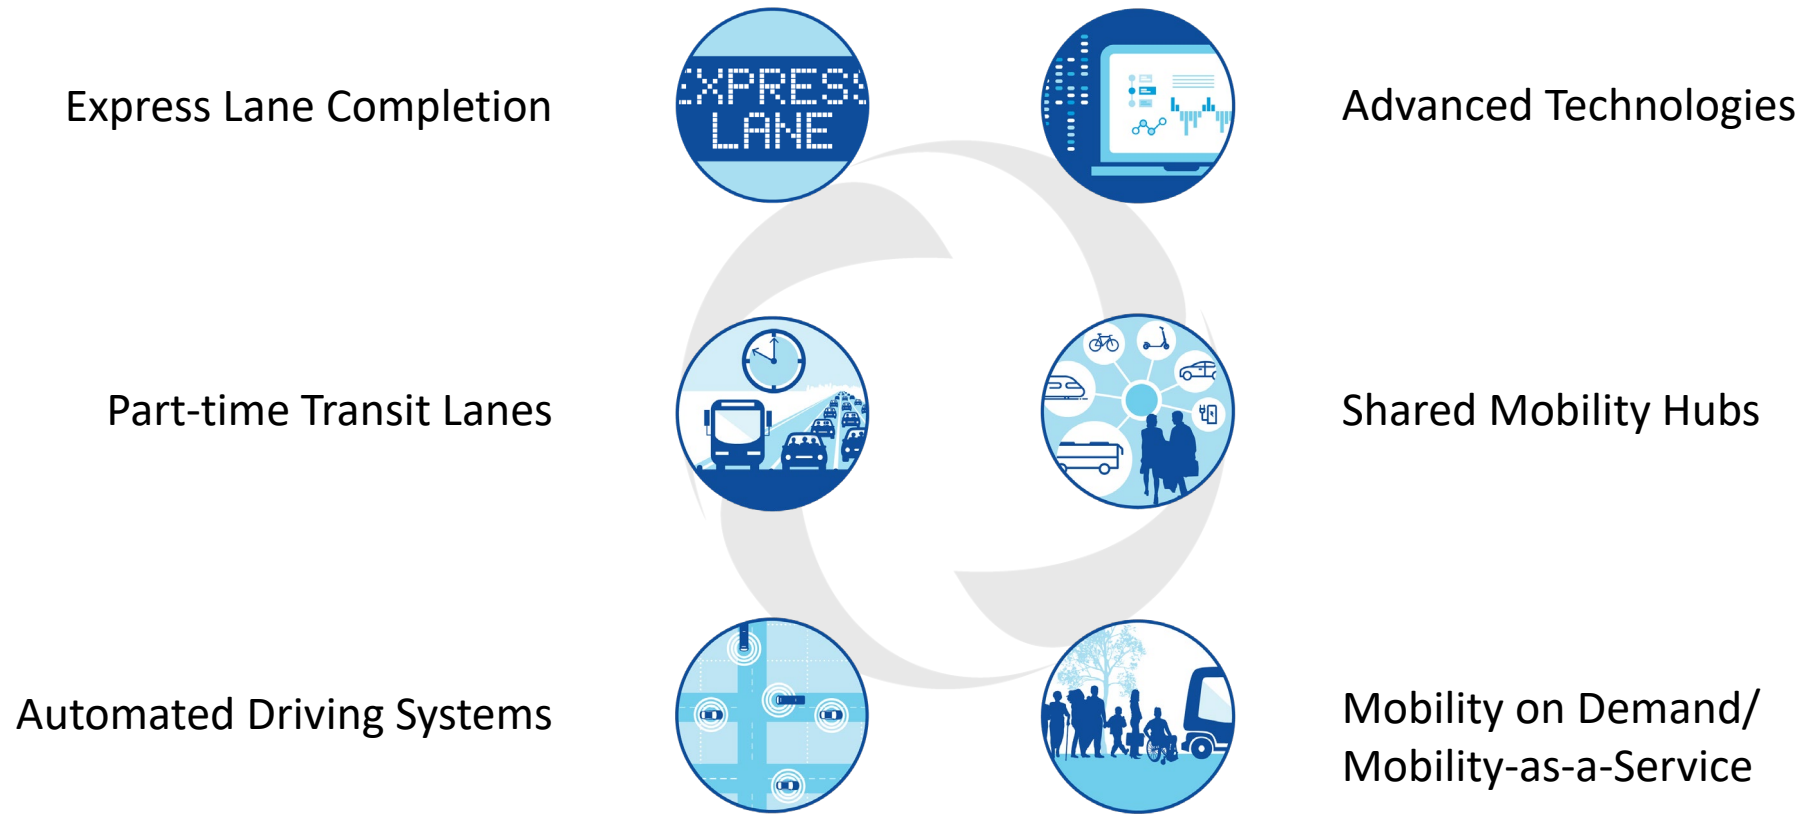 Express Lane Completion
EXPRESS
LANE
Advanced Technologies
Part-time Transit Lanes
Shared Mobility Hubs
Automated Driving Systems
Mobility on Demand/
Mobility-as-a-Service